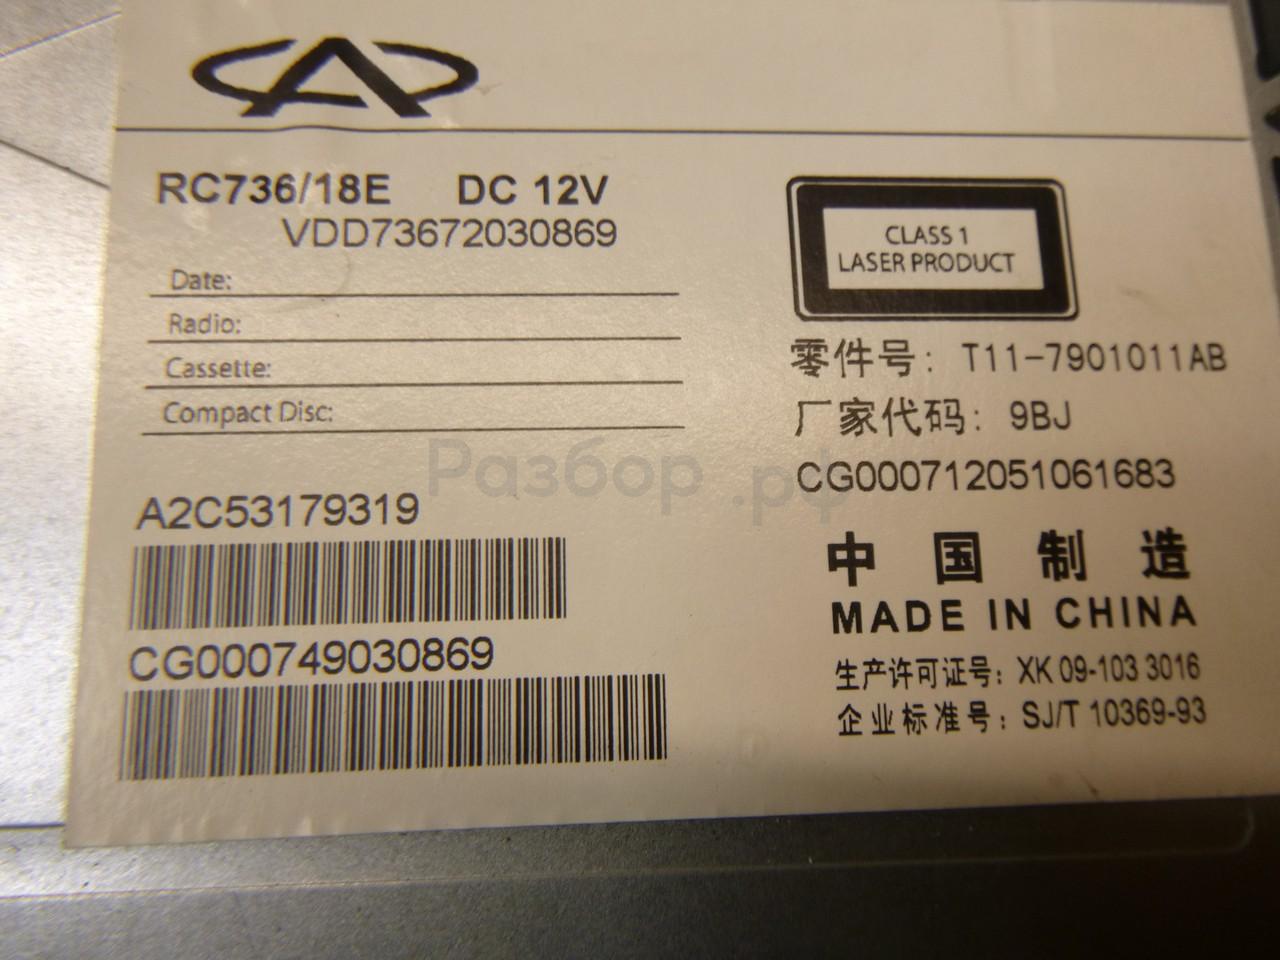 RC736/18E DC 12V
VDD73672030869
Date:
Radio:
Cassette:
Compact Disc:
A2C53179319
CG000749030869
CLASS 1
LASER PRODUCT
零件号: T11-7901011AB
厂家代码: 9BJ
CG000712051061683
中国制造
MADE IN CHINA
生产许可证号: XK 09-103 3016
企业标准号: SJ/T 10369-93
Разбор.рф